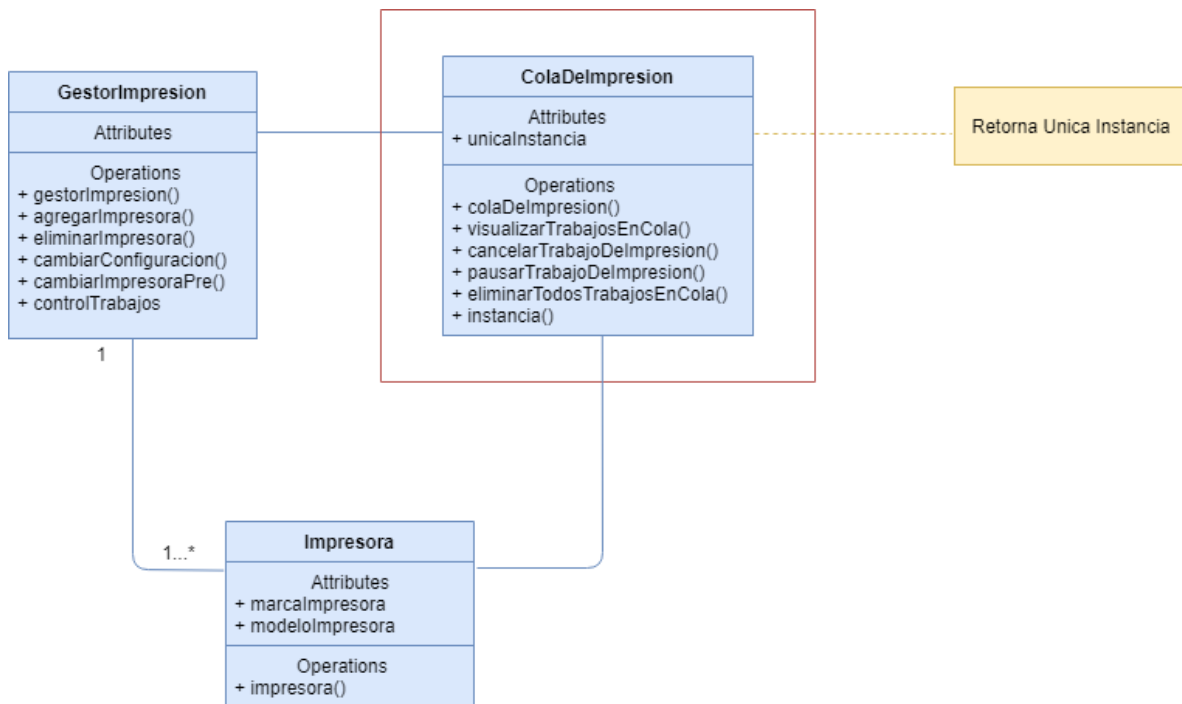 GestorImpresion
Attributes
Operations
+ gestorImpresion()
+ agregarImpresora()
+ eliminarImpresora()
+ cambiarConfiguracion()
+ cambiarImpresoraPre()
+ controlTrabajos
ColaDeImpresion
Attributes
+ unicaInstancia
Operations
+ colaDeImpresion()
+ visualizarTrabajosEnCola()
+ cancelarTrabajoDeImpresion()
+ pausarTrabajoDeImpresion()
+ eliminarTodosTrabajosEnCola()
+ instancia()
Retorna Unica Instancia
1
1...*
Impresora
Attributes
+ marcaImpresora
+ modeloImpresora
Operations
+ impresora()